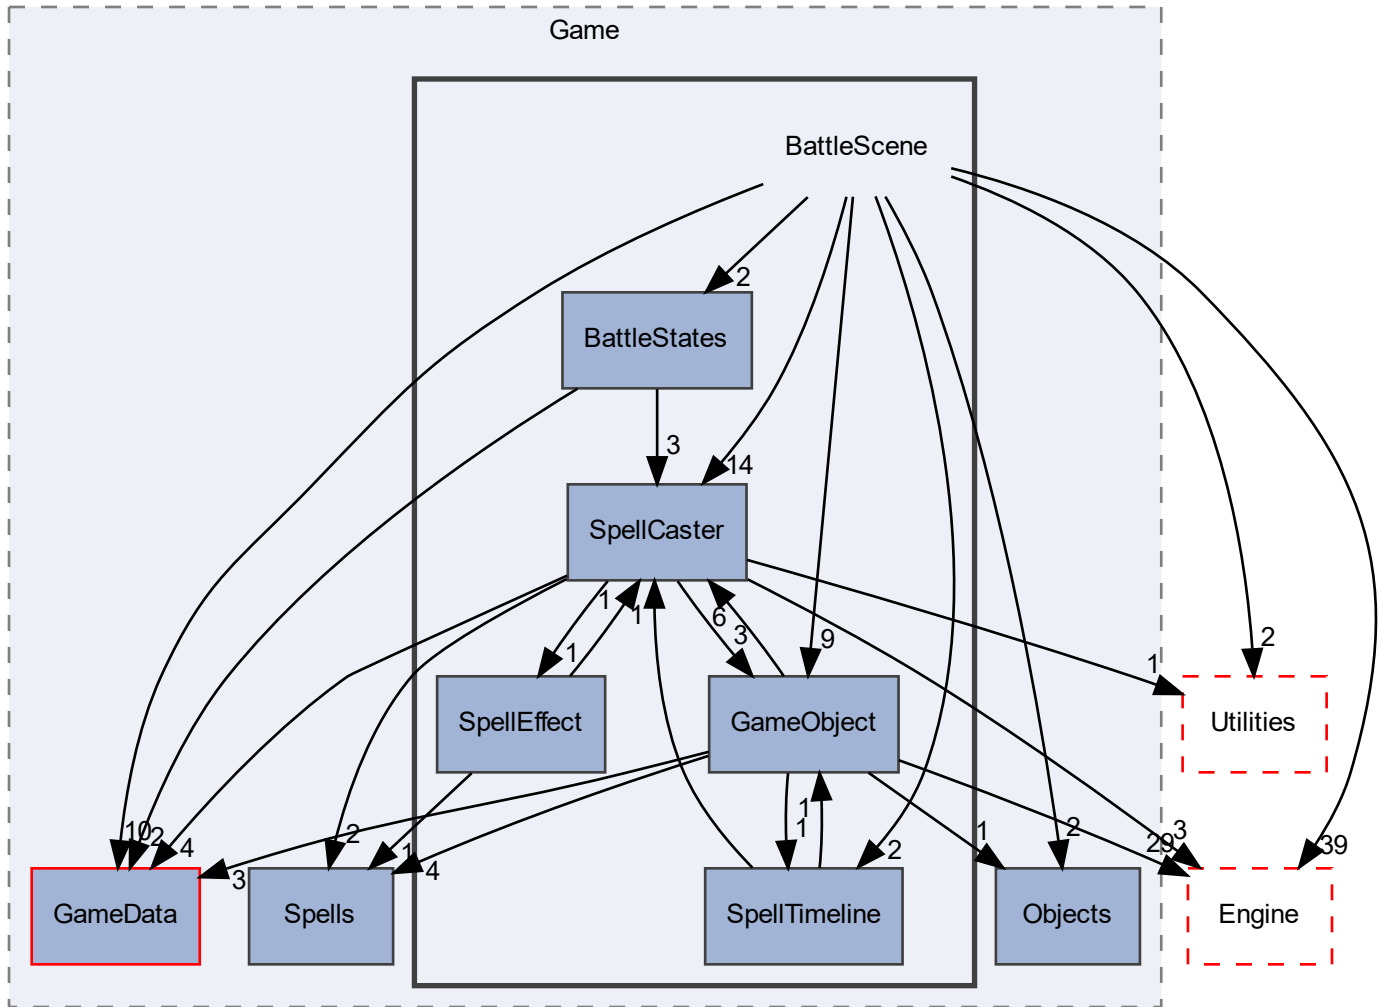 Game
BattleScene
2
BattleStates
3
14
SpellCaster
1
1
6
3
1
9
1
2
SpellEffect
GameObject
Utilities
1
1
10
2
4
2
1
3
4
2
1
2
29
3
39
GameData
Spells
SpellTimeline
Objects
Engine